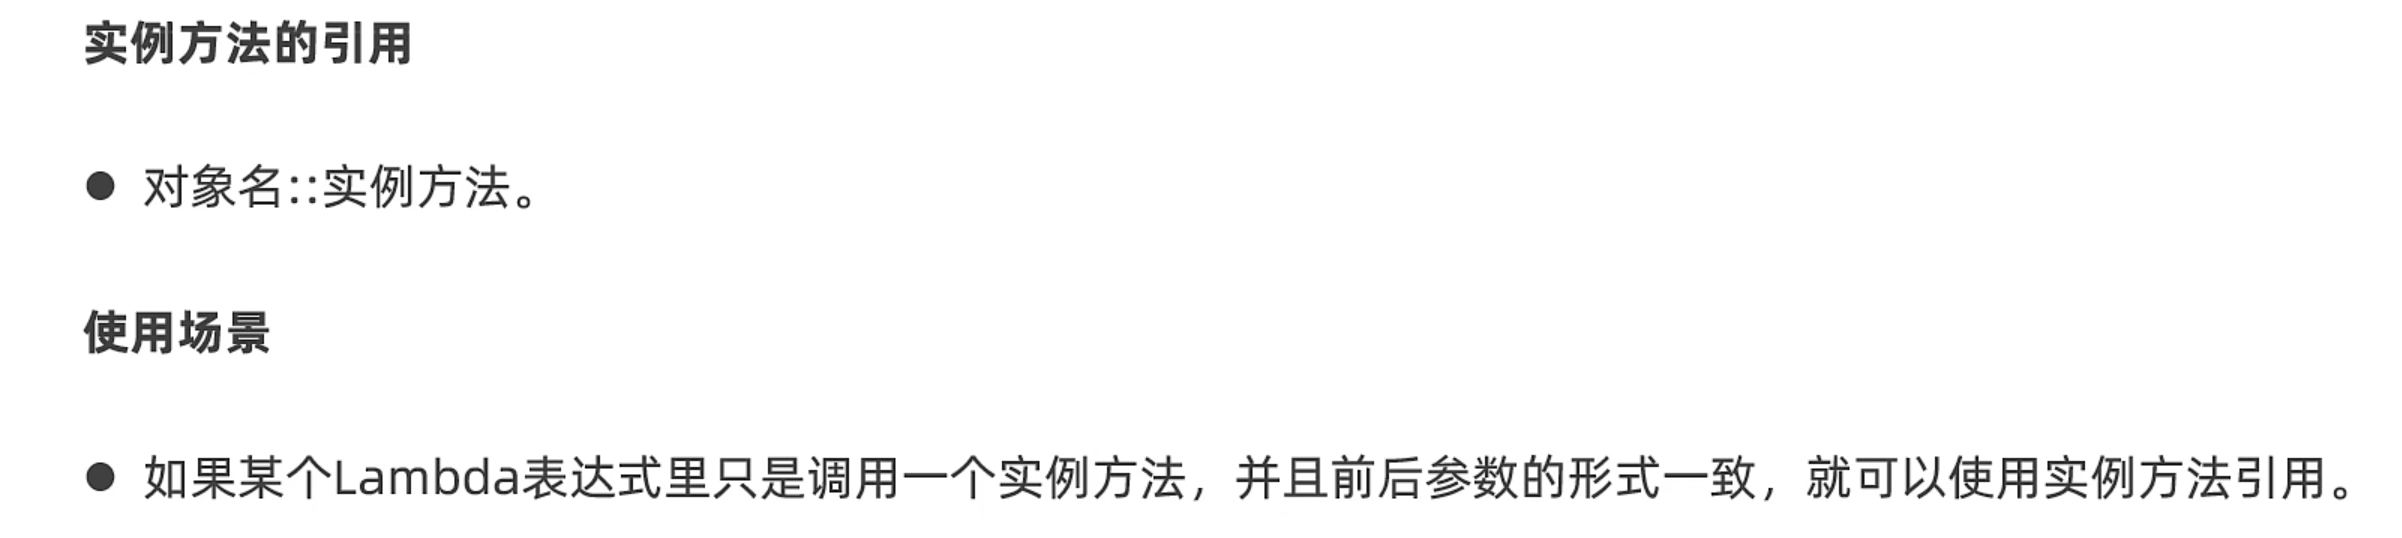 实例方法的引用
● 对象名::实例方法。
使用场景
● 如果某个Lambda表达式里只是调用一个实例方法，并且前后参数的形式一致，就可以使用实例方法引用。